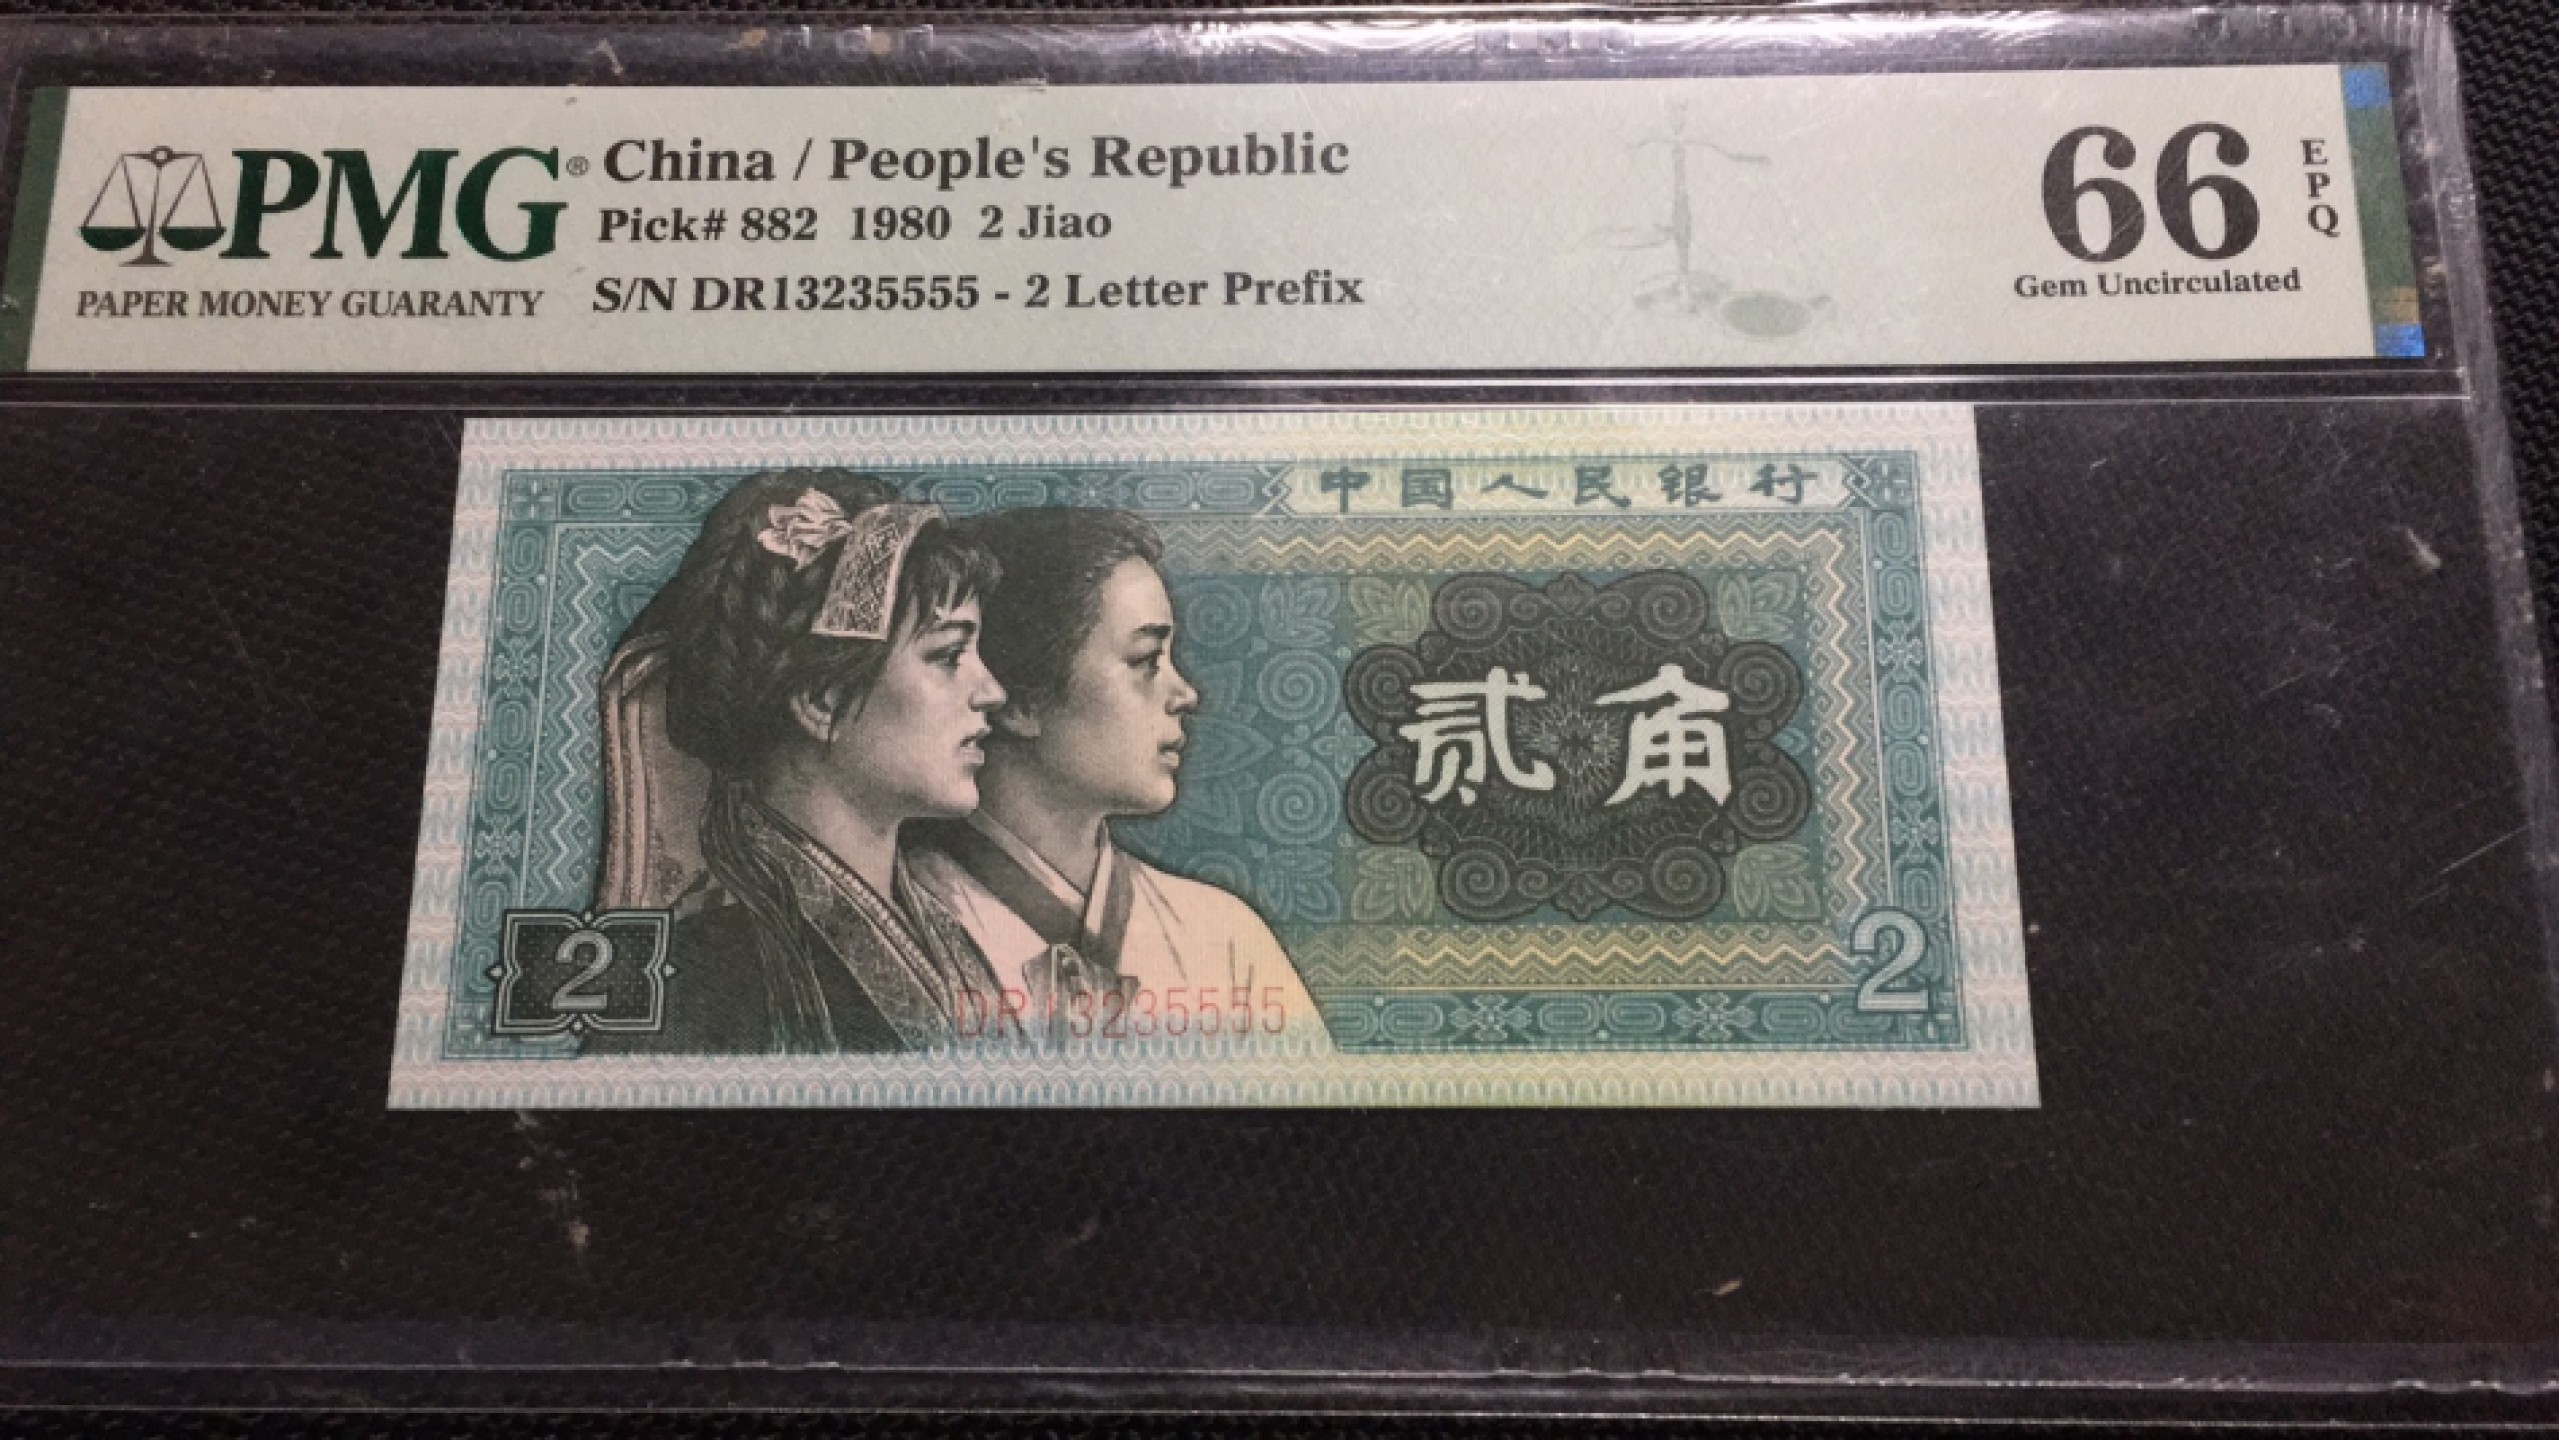 PMG®
PAPER MONEY GUARANTY
China / People's Republic
Pick# 882 1980 2 Jiao
S/N DR13235555 - 2 Letter Prefix
66
EPQ
Gem Uncirculated
中国人民银行
贰角
2
2
DR13235555